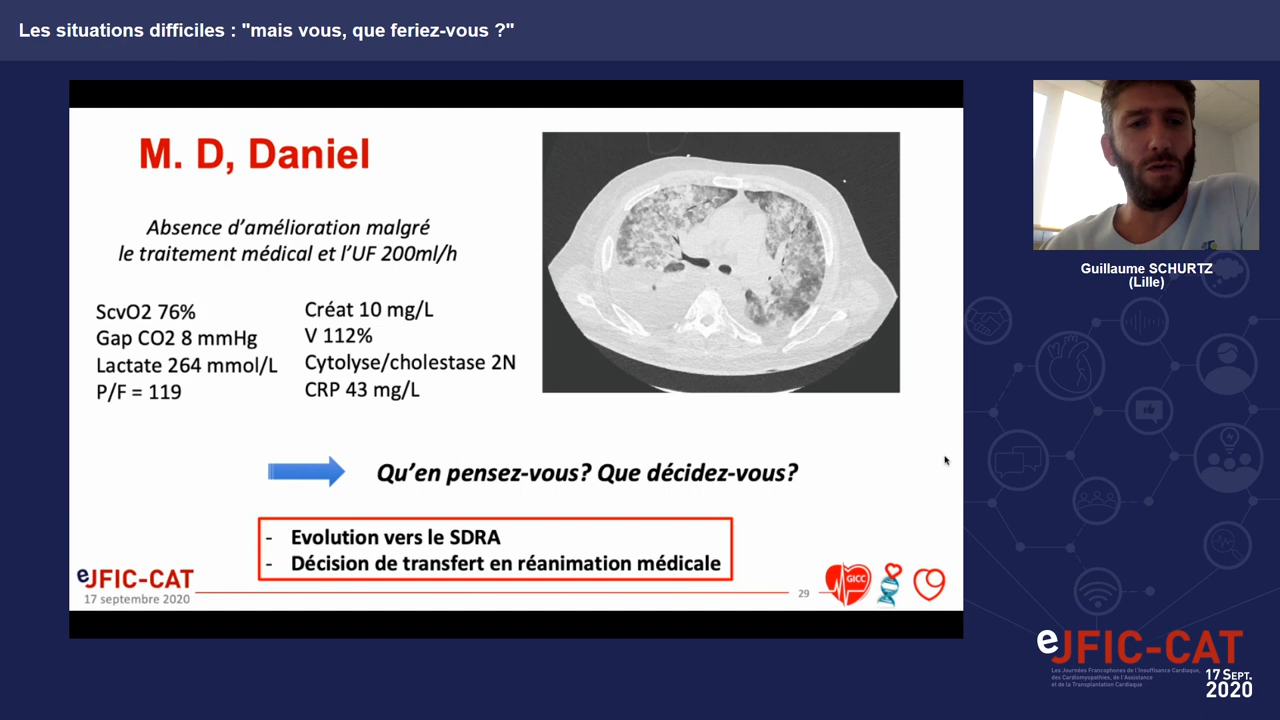 Les situations difficiles : "mais vous, que feriez-vous ?"
M. D, Daniel
Absence d'amélioration malgré
le traitement médical et l'UF 200ml/h
ScvO2 76%
Gap CO2 8 mmHg
Lactate 264 mmol/L
P/F = 119
Créat 10 mg/L
V 112%
Cytolyse/cholestase 2N
CRP 43 mg/L
Qu'en pensez-vous? Que décidez-vous?
- Evolution vers le SDRA
- Décision de transfert en réanimation médicale
eJFIC-CAT
17 septembre 2020
29
GICC
Guillaume SCHURTZ
(Lille)
eJFIC-CAT
Les Journées Francophones de l'Insuffisance Cardiaque,
des Cardiomyopathies, de l'Assistance
et de la Transplantation Cardiaque
17 SEPT.
2020